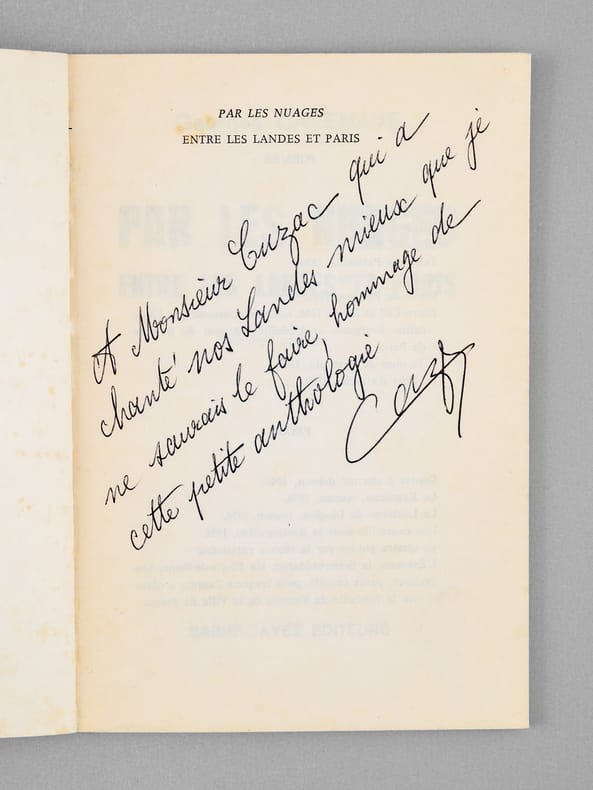 PAR LES NUAGES
ENTRE LES LANDES ET PARIS
A Monsieur Cuzac qui a
chanté nos Landes mieux que je
ne saurais le faire, hommage de
cette petite anthologie